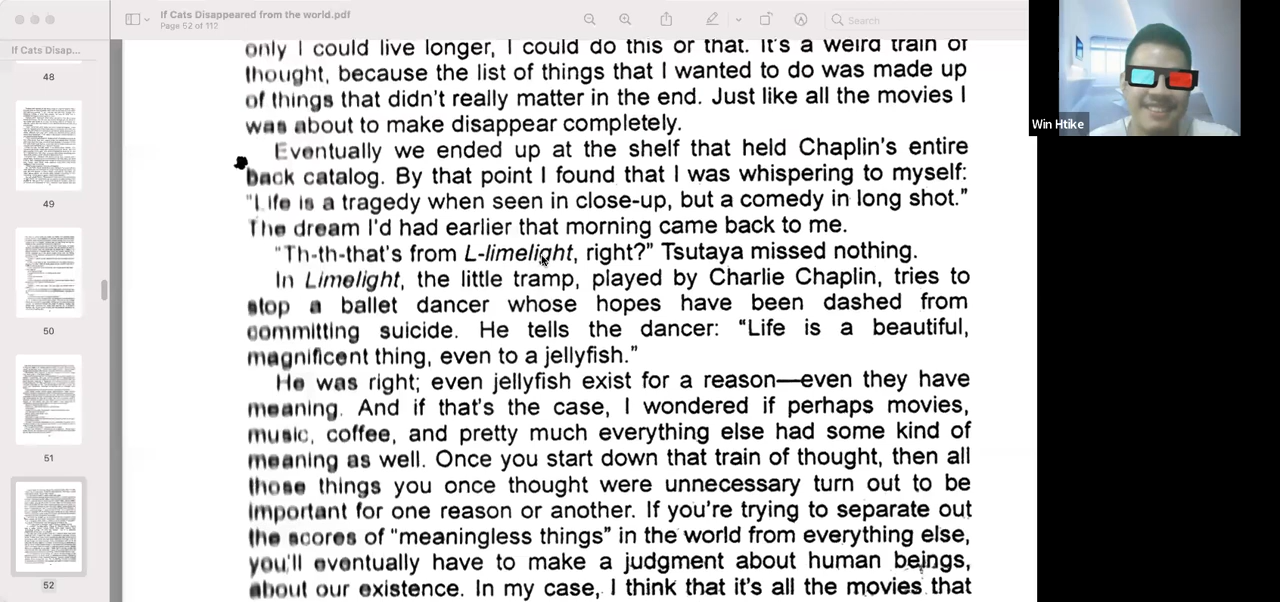 If Cats Disappeared from the world.pdf
Page 52 of 112
Search
If Cats Disap...
48
49
50
51
52
only I could live longer, I could do this or that. It's a weird train of
thought, because the list of things that I wanted to do was made up
of things that didn't really matter in the end. Just like all the movies I
was about to make disappear completely.
Eventually we ended up at the shelf that held Chaplin's entire
back catalog. By that point I found that I was whispering to myself:
"Life is a tragedy when seen in close-up, but a comedy in long shot."
The dream I'd had earlier that morning came back to me.
"Th-th-that's from L-limelight, right?" Tsutaya missed nothing.
In Limelight, the little tramp, played by Charlie Chaplin, tries to
stop a ballet dancer whose hopes have been dashed from
committing suicide. He tells the dancer: "Life is a beautiful,
magnificent thing, even to a jellyfish."
He was right; even jellyfish exist for a reason—even they have
meaning. And if that's the case, I wondered if perhaps movies,
music, coffee, and pretty much everything else had some kind of
meaning as well. Once you start down that train of thought, then all
those things you once thought were unnecessary turn out to be
important for one reason or another. If you're trying to separate out
the scores of "meaningless things" in the world from everything else,
you'll eventually have to make a judgment about human beings,
about our existence. In my case, I think that it's all the movies that
Win Htike